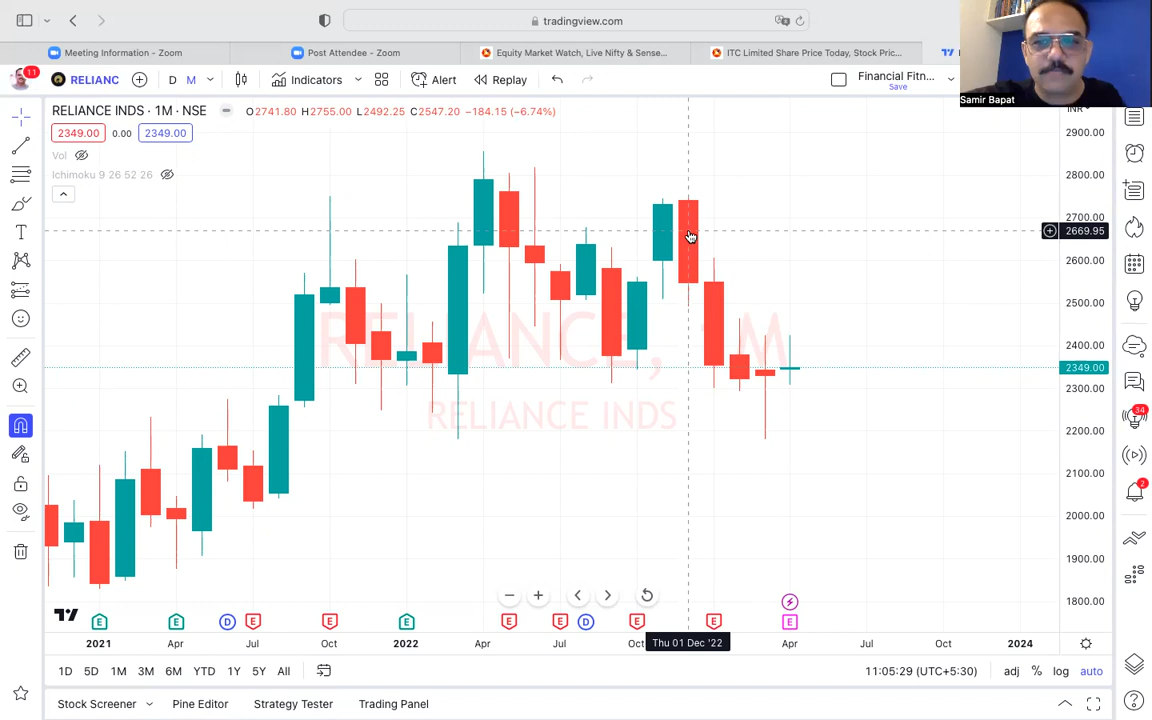 tradingview.com
Meeting Information - Zoom
Post Attendee - Zoom
Equity Market Watch, Live Nifty & Sense...
ITC Limited Share Price Today, Stock Pric...
Samir Bapat
11
RELIANC
D
M
Indicators
Alert
Replay
Financial Fitn...
Save
RELIANCE INDS · 1M · NSE
O2741.80 H2755.00 L2492.25 C2547.20 −184.15 (−6.74%)
2349.00
0.00
2349.00
Vol
Ichimoku 9 26 52 26
RELIANCE, 1M
RELIANCE INDS
2900.00
2800.00
2700.00
2669.95
2600.00
2500.00
2400.00
2349.00
2300.00
2200.00
2100.00
2000.00
1900.00
1800.00
34
2
E
E
D
E
E
E
E
E
D
E
E
E
2021
Apr
Jul
Oct
2022
Apr
Jul
Oct
Thu 01 Dec '22
Apr
Jul
Oct
2024
1D
5D
1M
3M
6M
YTD
1Y
5Y
All
11:05:29 (UTC+5:30)
adj
%
log
auto
Stock Screener
Pine Editor
Strategy Tester
Trading Panel